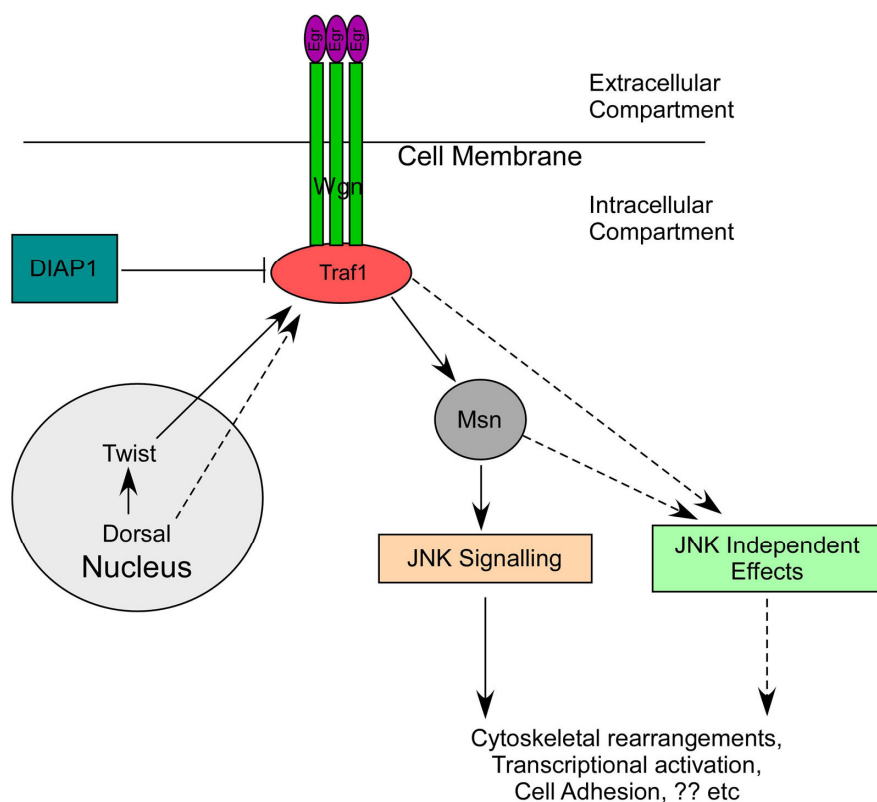 Egr Egr Egr
Extracellular
Compartment
Cell Membrane
Wgn
Intracellular
Compartment
DIAP1
Traf1
Msn
Twist
Dorsal
Nucleus
JNK Signalling
JNK Independent
Effects
Cytoskeletal rearrangements,
Transcriptional activation,
Cell Adhesion, ?? etc